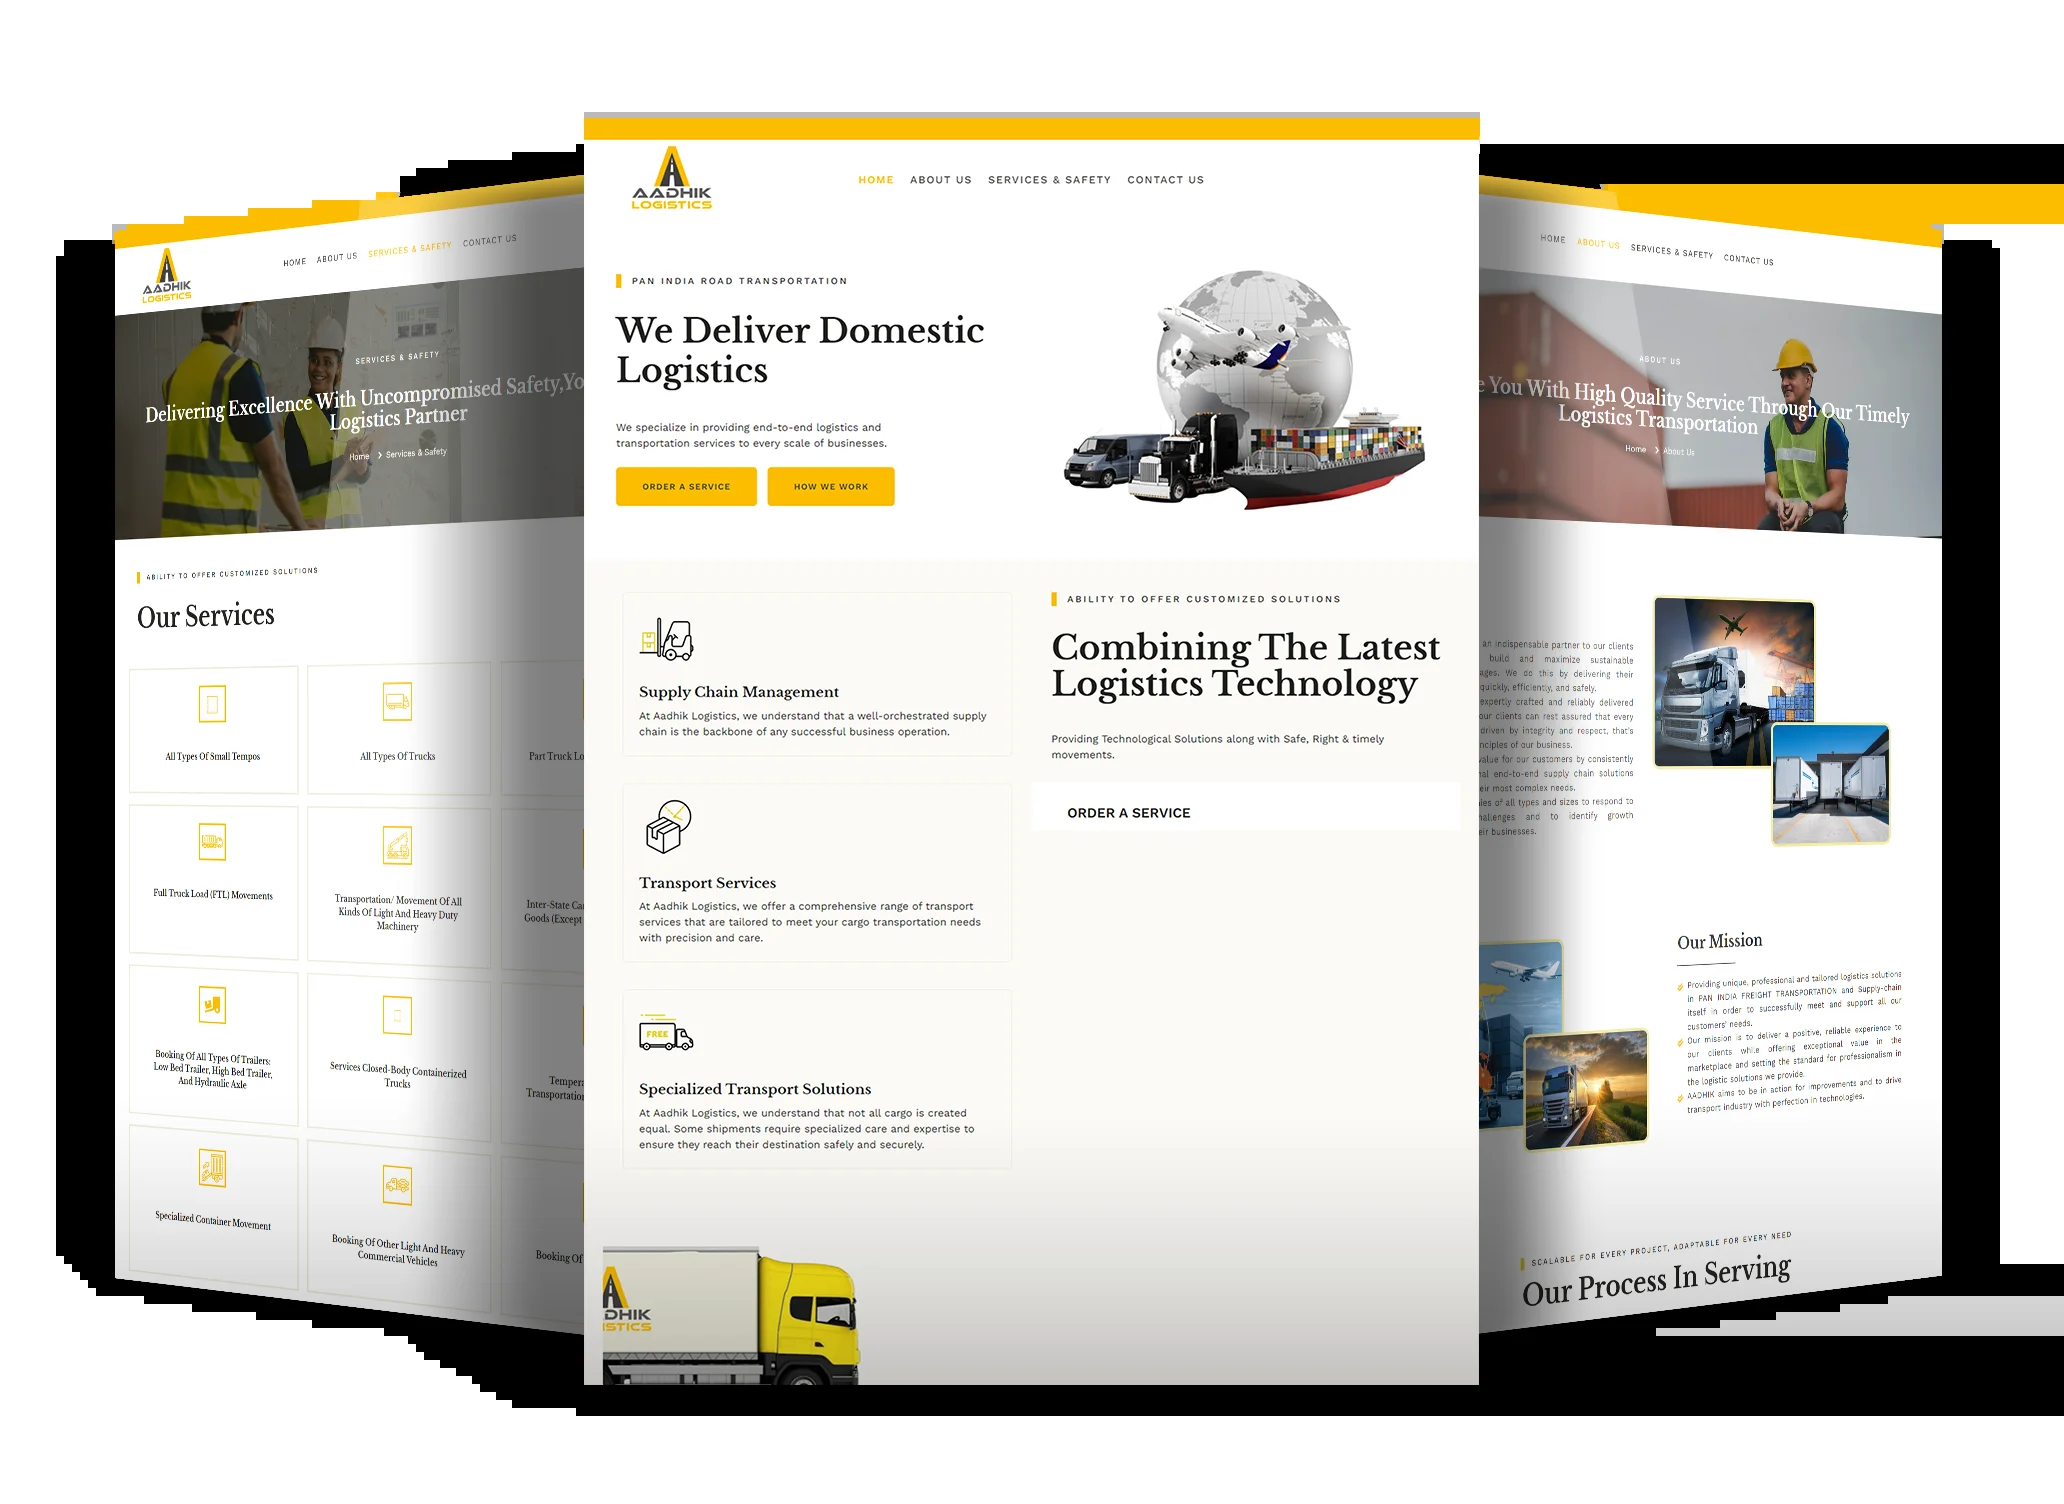 AADHIK
LOGISTICS
HOME ABOUT US SERVICES & SAFETY CONTACT US
SERVICES & SAFETY
Delivering Excellence With Uncompromised Safety,Yo
Logistics Partner
Home > Services & Safety
ABILITY TO OFFER CUSTOMIZED SOLUTIONS
Our Services
All Types Of Small Tempos
All Types Of Trucks
Part Truck Lo
Full Truck Load (FTL) Movements
Transportation/ Movement Of All
Kinds Of Light And Heavy Duty
Machinery
Inter-State Ca
Goods (Except
Booking Of All Types Of Trailers:
Low Bed Trailer, High Bed Trailer,
And Hydraulic Axle
Services Closed-Body Containerized
Trucks
Tempera
Transportation
Specialized Container Movement
Booking Of Other Light And Heavy
Commercial Vehicles
Booking Of
AADHIK
LOGISTICS
HOME ABOUT US SERVICES & SAFETY CONTACT US
PAN INDIA ROAD TRANSPORTATION
We Deliver Domestic
Logistics
We specialize in providing end-to-end logistics and
transportation services to every scale of businesses.
ORDER A SERVICE
HOW WE WORK
Supply Chain Management
At Aadhik Logistics, we understand that a well-orchestrated supply
chain is the backbone of any successful business operation.
Transport Services
At Aadhik Logistics, we offer a comprehensive range of transport
services that are tailored to meet your cargo transportation needs
with precision and care.
FREE
Specialized Transport Solutions
At Aadhik Logistics, we understand that not all cargo is created
equal. Some shipments require specialized care and expertise to
ensure they reach their destination safely and securely.
ABILITY TO OFFER CUSTOMIZED SOLUTIONS
Combining The Latest
Logistics Technology
Providing Technological Solutions along with Safe, Right & timely
movements.
ORDER A SERVICE
DHIK
ISTICS
HOME ABOUT US SERVICES & SAFETY CONTACT US
ABOUT US
e You With High Quality Service Through Our Timely
Logistics Transportation
Home > About Us
an indispensable partner to our clients
build and maximize sustainable
ages. We do this by delivering their
quickly, efficiently, and safely.
expertly crafted and reliably delivered
our clients can rest assured that every
driven by integrity and respect, that's
nciples of our business.
value for our customers by consistently
al end-to-end supply chain solutions
eir most complex needs.
ies of all types and sizes to respond to
hallenges and to identify growth
eir businesses.
Our Mission
Providing unique, professional and tailored logistics solutions
in PAN INDIA FREIGHT TRANSPORTATION and Supply-chain
itself in order to successfully meet and support all our
customers' needs.
Our mission is to deliver a positive, reliable experience to
our clients while offering exceptional value in the
marketplace and setting the standard for professionalism in
the logistic solutions we provide.
AADHIK aims to be in action for improvements and to drive
transport industry with perfection in technologies.
SCALABLE FOR EVERY PROJECT, ADAPTABLE FOR EVERY NEED
Our Process In Serving